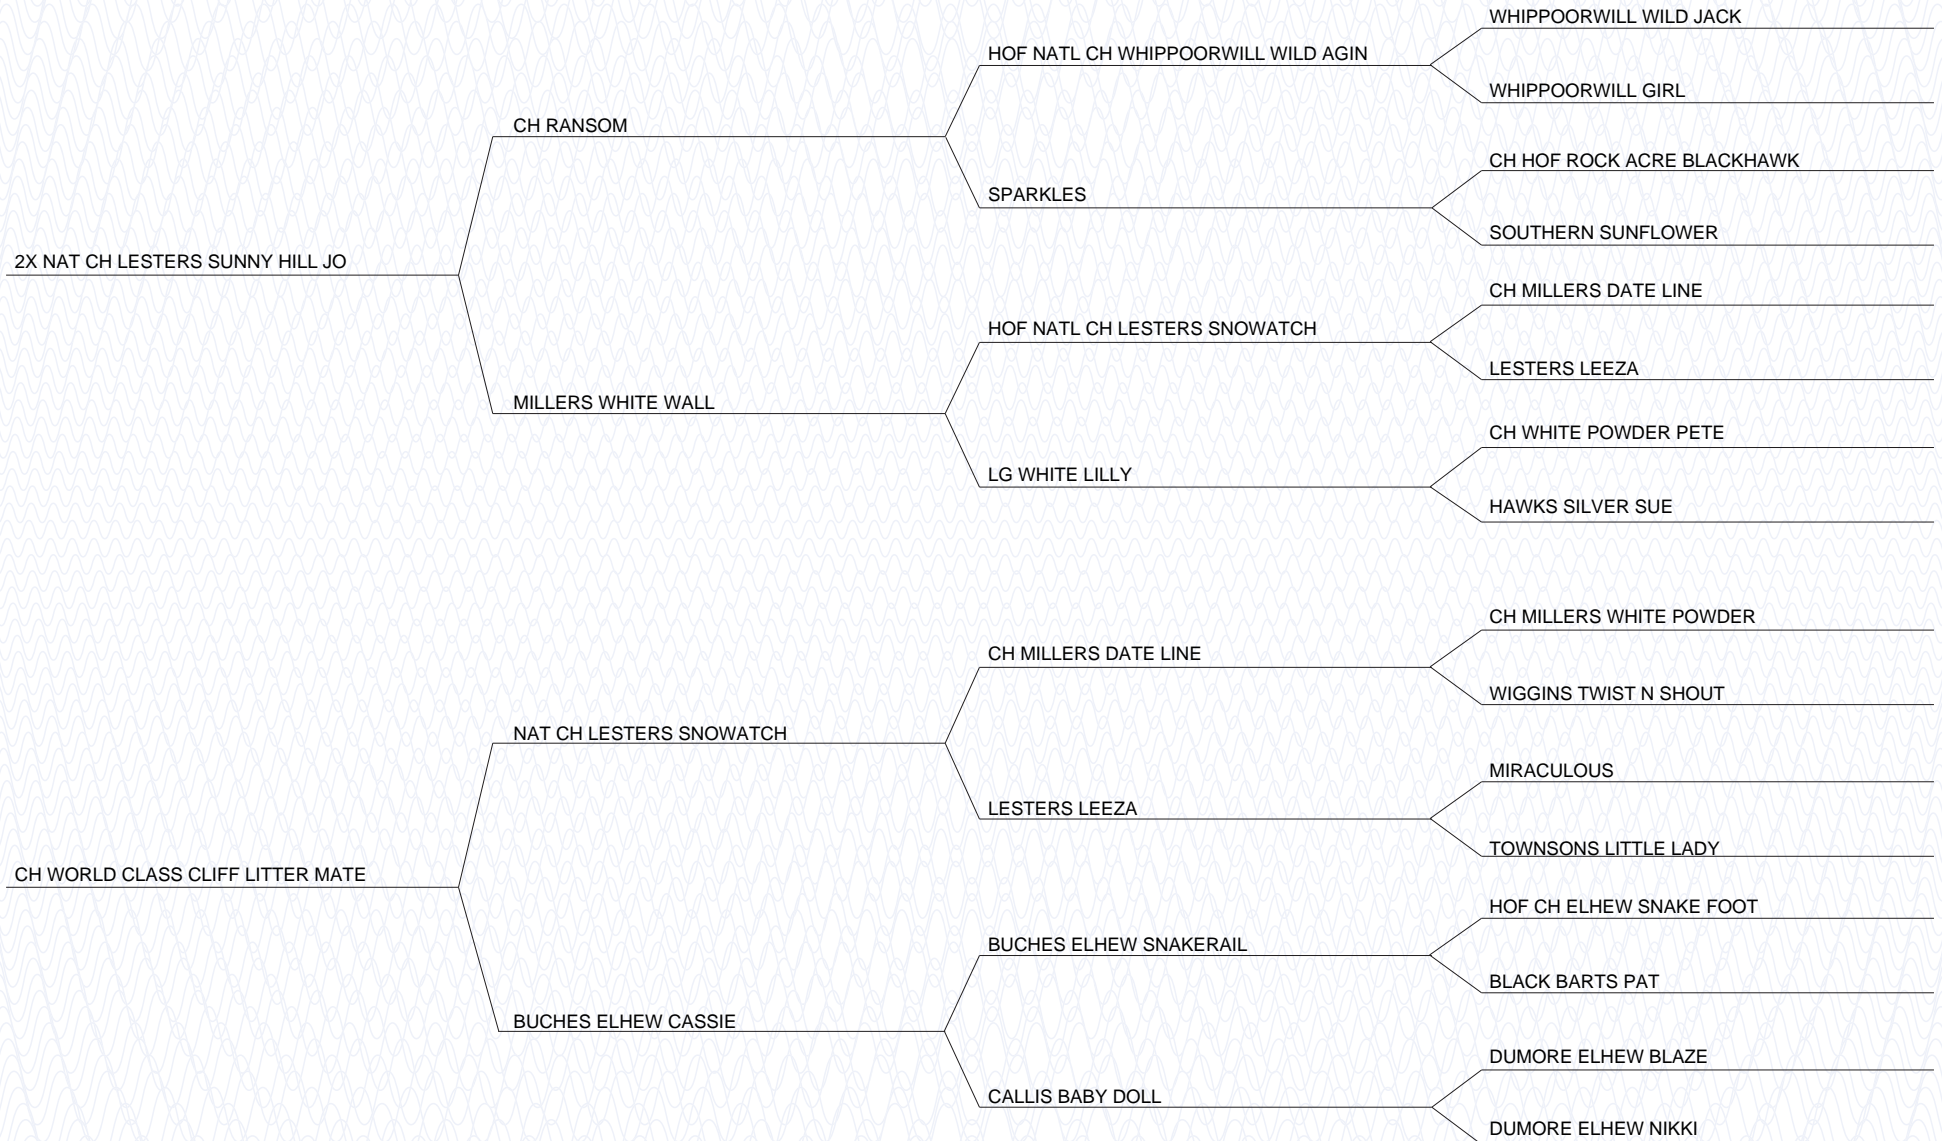 WHIPPOORWILL WILD JACK
HOF NATL CH WHIPPOORWILL WILD AGIN
WHIPPOORWILL GIRL
CH RANSOM
CH HOF ROCK ACRE BLACKHAWK
SPARKLES
SOUTHERN SUNFLOWER
2X NAT CH LESTERS SUNNY HILL JO
CH MILLERS DATE LINE
HOF NATL CH LESTERS SNOWATCH
LESTERS LEEZA
MILLERS WHITE WALL
CH WHITE POWDER PETE
LG WHITE LILLY
HAWKS SILVER SUE
CH MILLERS WHITE POWDER
CH MILLERS DATE LINE
WIGGINS TWIST N SHOUT
NAT CH LESTERS SNOWATCH
MIRACULOUS
LESTERS LEEZA
TOWNSONS LITTLE LADY
CH WORLD CLASS CLIFF LITTER MATE
HOF CH ELHEW SNAKE FOOT
BUCHES ELHEW SNAKERAIL
BLACK BARTS PAT
BUCHES ELHEW CASSIE
DUMORE ELHEW BLAZE
CALLIS BABY DOLL
DUMORE ELHEW NIKKI